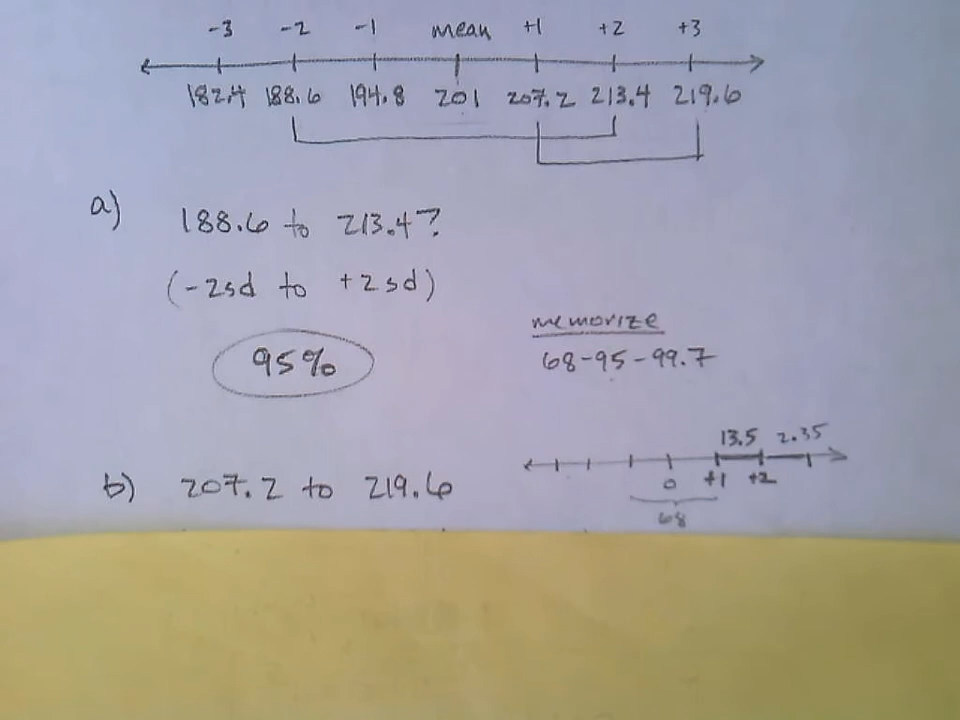 -3 -2 -1 mean +1 +2 +3
182.4 188.6 194.8 201 207.2 213.4 219.6
a) 188.6 to 213.4?
(-2sd to +2sd)
95%
memorize
68-95-99.7
b) 207.2 to 219.6
13.5 2.35
0 +1 +2
68